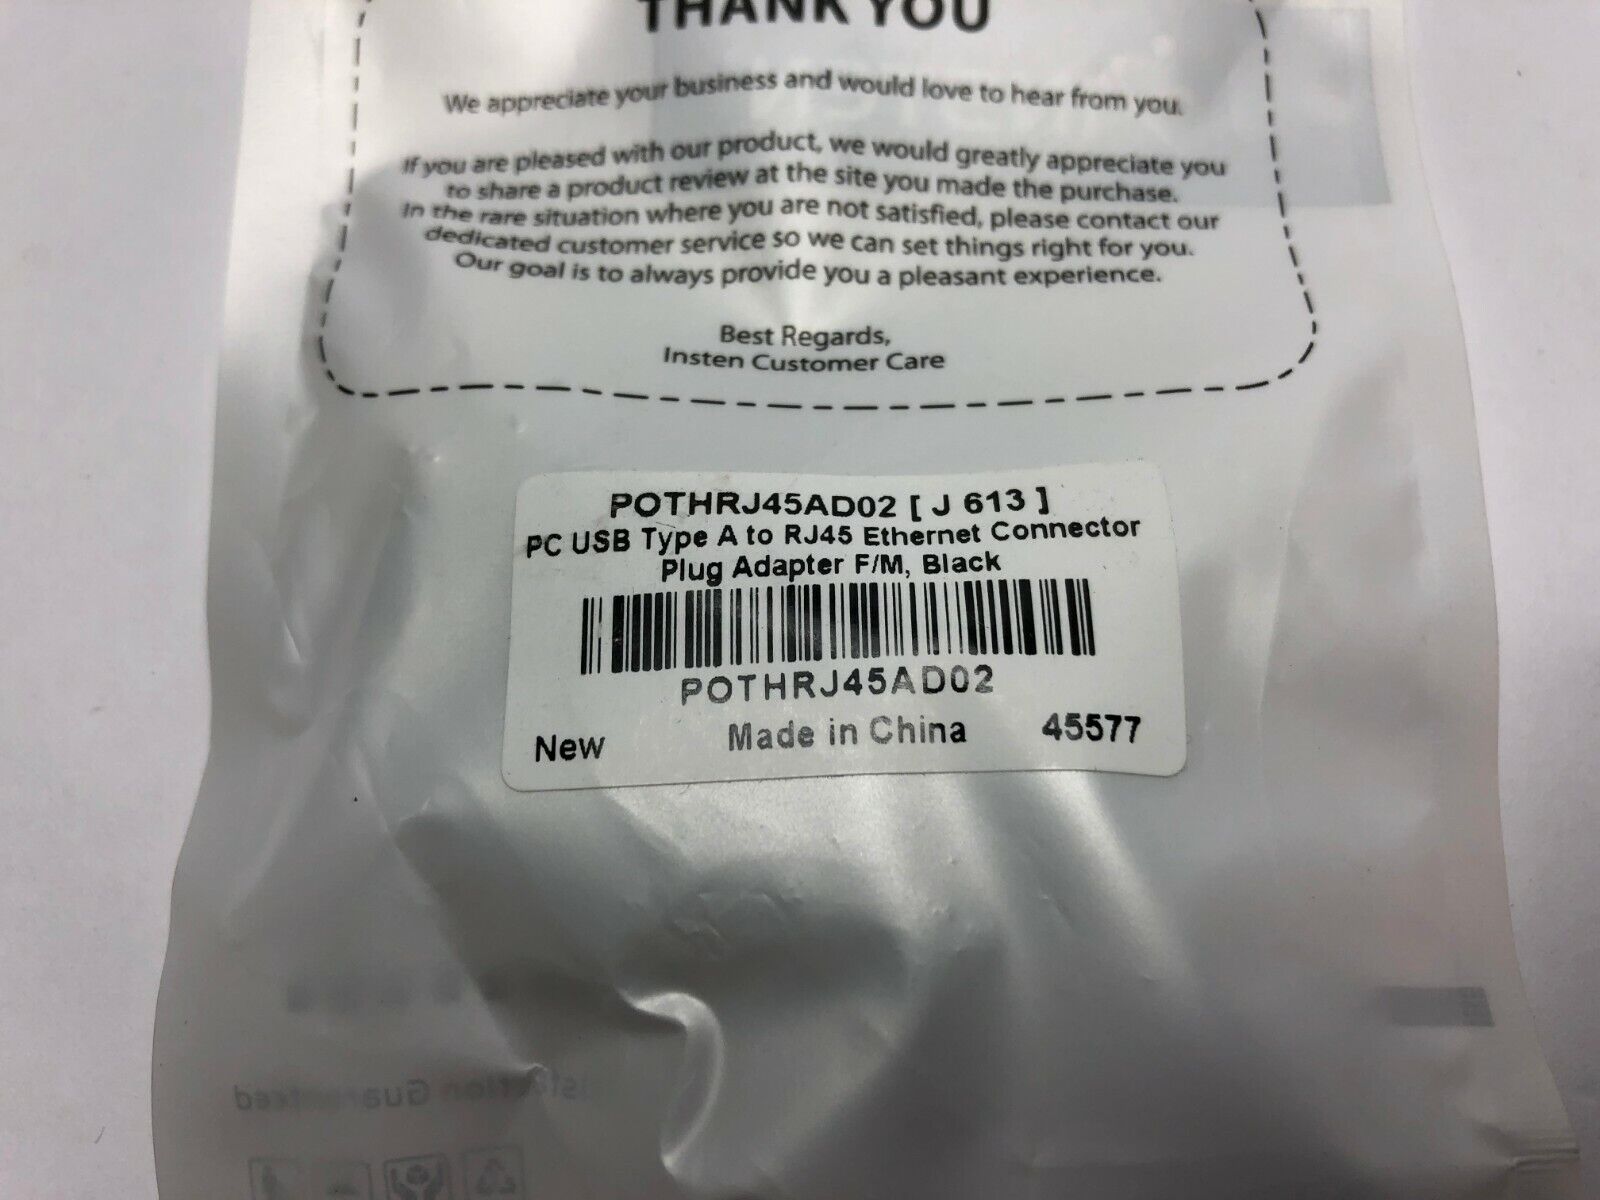 THANK YOU
We appreciate your business and would love to hear from you.
If you are pleased with our product, we would greatly appreciate you
to share a product review at the site you made the purchase.
In the rare situation where you are not satisfied, please contact our
dedicated customer service so we can set things right for you.
Our goal is to always provide you a pleasant experience.
Best Regards,
Insten Customer Care
POTHRJ45AD02 [ J 613 ]
PC USB Type A to RJ45 Ethernet Connector
Plug Adapter F/M, Black
POTHRJ45AD02
New Made in China 45577
Guaranteed